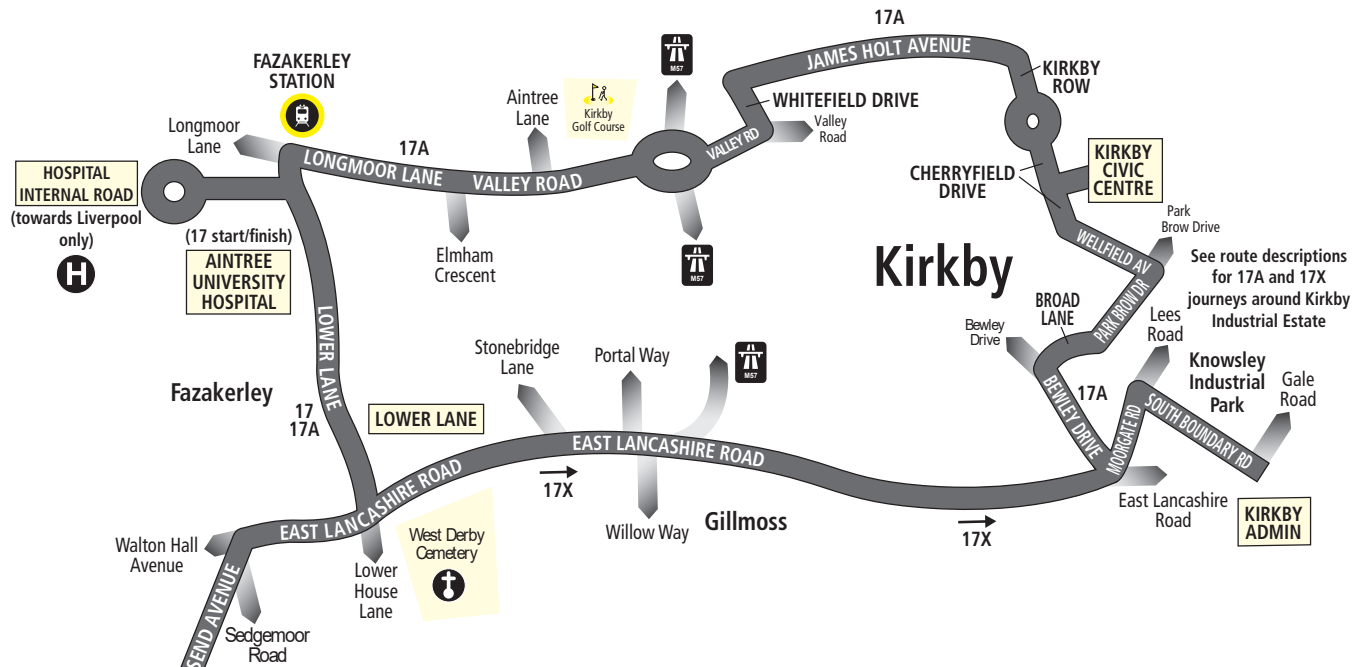 17A
M57
JAMES HOLT AVENUE
FAZAKERLEY
STATION
KIRKBY
ROW
Aintree
Lane
Kirkby
Golf Course
WHITEFIELD DRIVE
Longmoor
Lane
Valley
Road
VALLEY RD
17A
LONGMOOR LANE
VALLEY ROAD
HOSPITAL
INTERNAL ROAD
(towards Liverpool
only)
H
CHERRYFIELD
DRIVE
KIRKBY
CIVIC
CENTRE
(17 start/finish)
AINTREE
UNIVERSITY
HOSPITAL
Elmham
Crescent
M57
Park
Brow Drive
WELLFIELD AV
Kirkby
See route descriptions
for 17A and 17X
journeys around Kirkby
Industrial Estate
PARK BROW DR
BROAD
LANE
Bewley
Drive
Lees
Road
LOWER LANE
Stonebridge
Lane
Portal Way
M57
Knowsley
Industrial
Park
Gale
Road
Fazakerley
17
17A
LOWER LANE
17A
BEWLEY DRIVE
MOORGATE RD
SOUTH BOUNDARY RD
EAST LANCASHIRE ROAD
EAST LANCASHIRE ROAD
17X
East Lancashire
Road
KIRKBY
ADMIN
Willow Way
Gillmoss
17X
Walton Hall
Avenue
West Derby
Cemetery
Lower
House
Lane
SEND AVENUE
Sedgemoor
Road